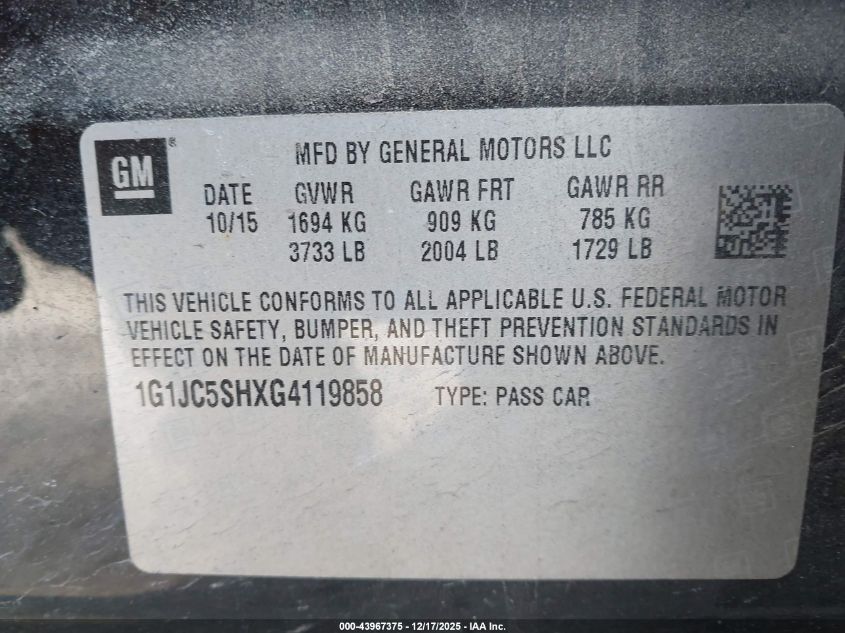 GM®
MFD BY GENERAL MOTORS LLC
DATE GVWR GAWR FRT GAWR RR
10/15 1694 KG 909 KG 785 KG
3733 LB 2004 LB 1729 LB
THIS VEHICLE CONFORMS TO ALL APPLICABLE U.S. FEDERAL MOTOR
VEHICLE SAFETY, BUMPER, AND THEFT PREVENTION STANDARDS IN
EFFECT ON THE DATE OF MANUFACTURE SHOWN ABOVE.
1G1JC5SHXG4119858 TYPE: PASS CAR
000-43967375 - 12/17/2025 - IAA Inc.